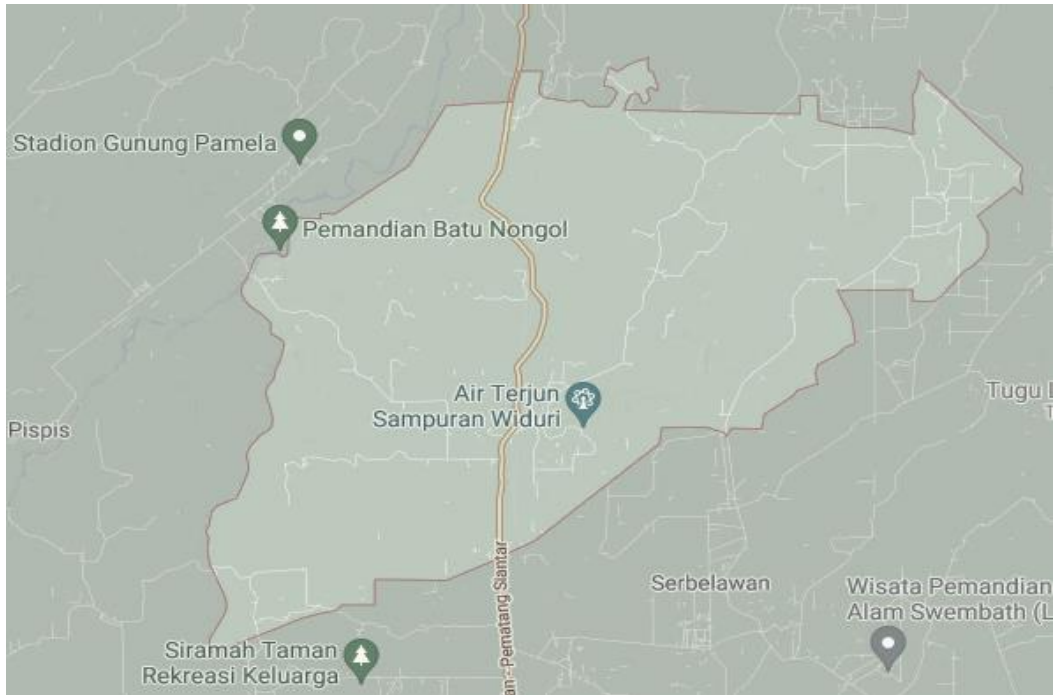 Stadion Gunung Pamela
Pemandian Batu Nongol
Air Terjun
Sampuran Widuri
Tugu L
T
Pispis
an - Pematang Siantar
Serbelawan
Wisata Pemandian
Alam Swembath (L
Siramah Taman
Rekreasi Keluarga